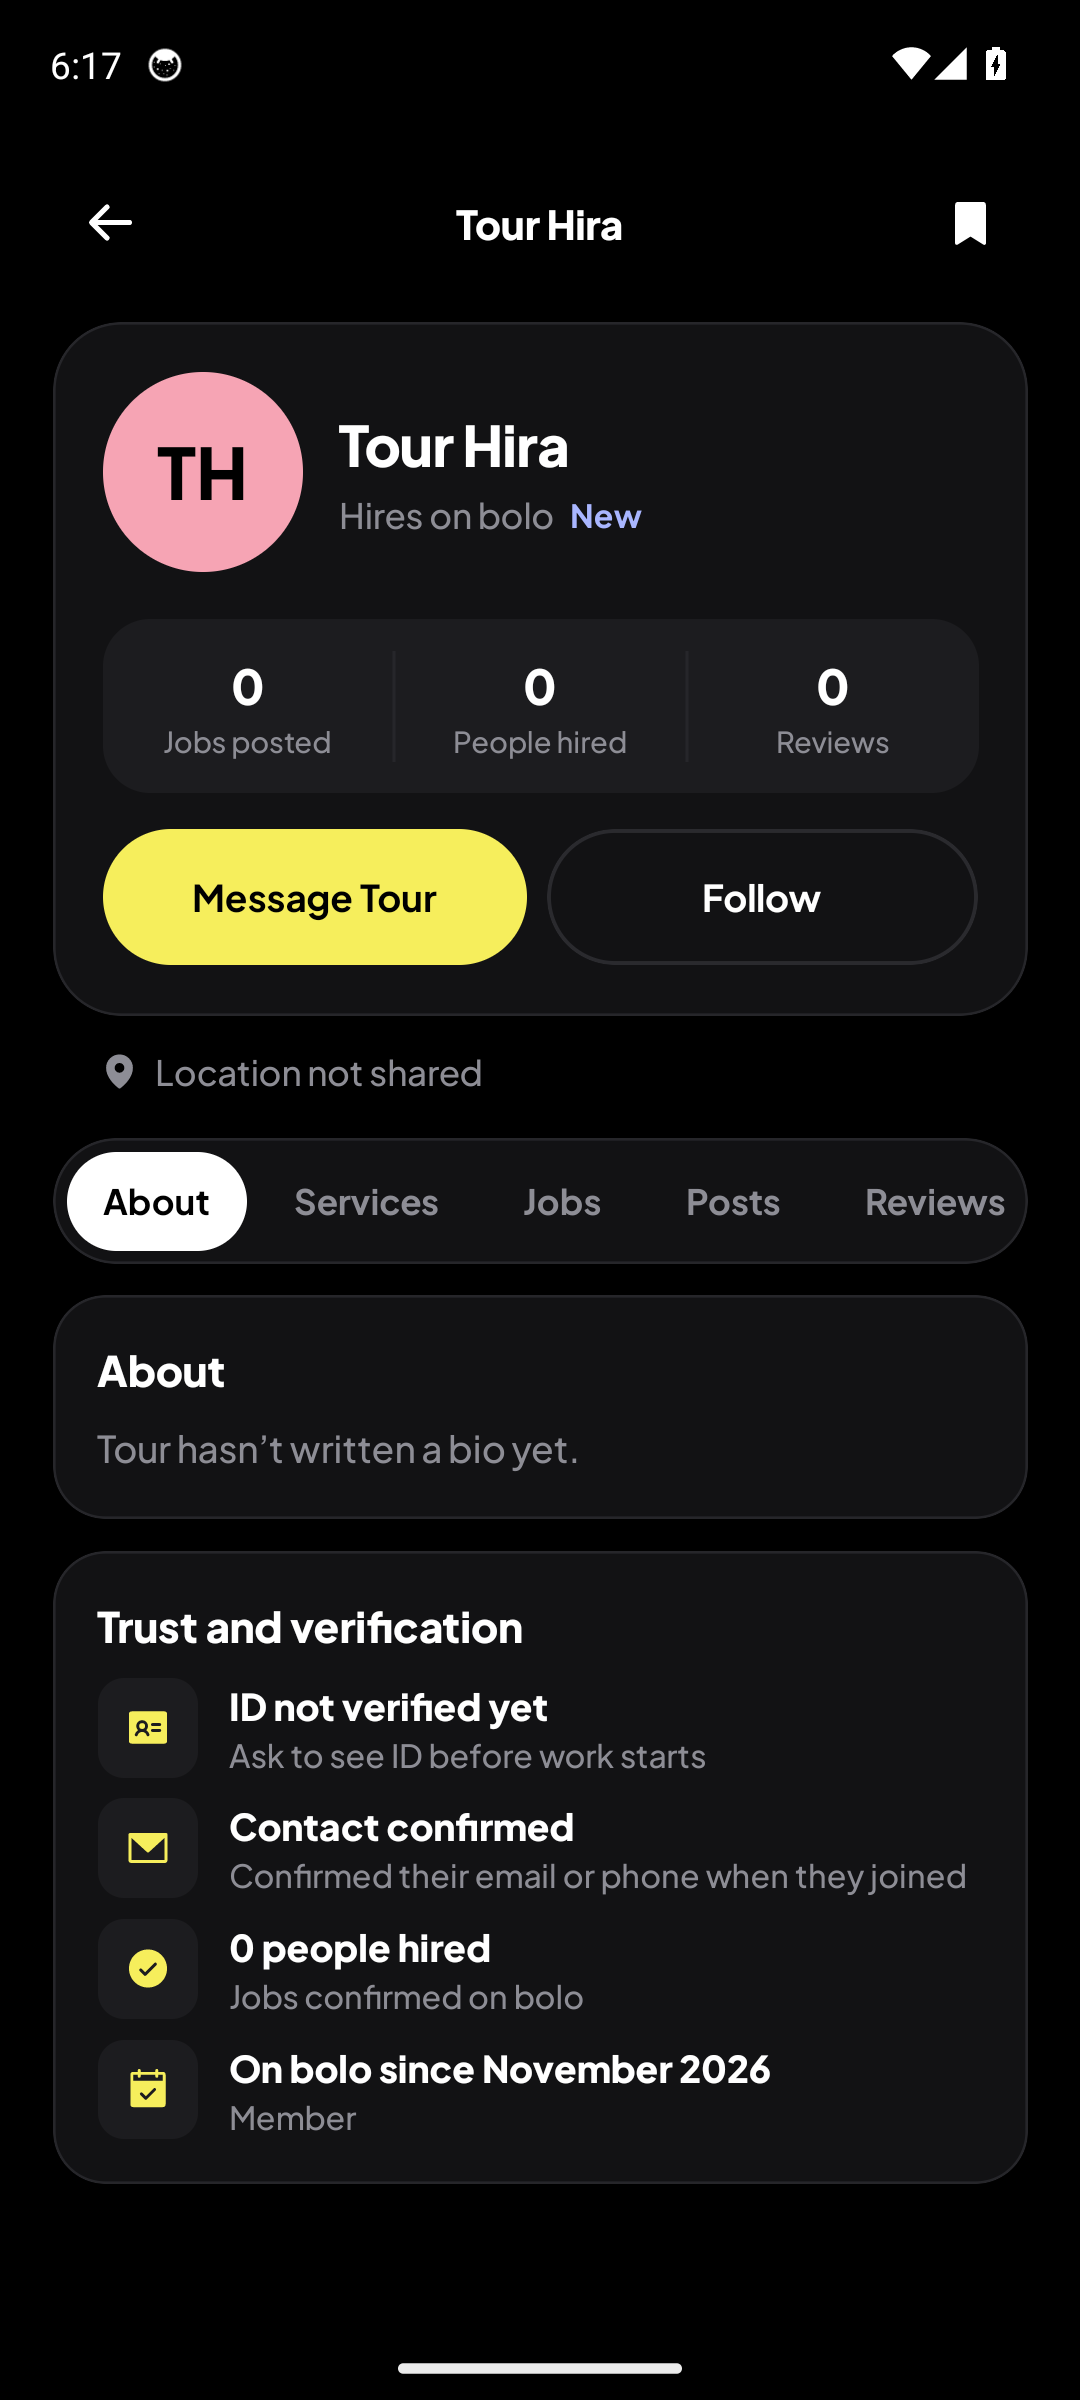 6:17
Tour Hira
TH
Tour Hira
Hires on bolo New
0
Jobs posted
0
People hired
0
Reviews
Message Tour
Follow
Location not shared
About
Services
Jobs
Posts
Reviews
About
Tour hasn’t written a bio yet.
Trust and verification
ID not verified yet
Ask to see ID before work starts
Contact confirmed
Confirmed their email or phone when they joined
0 people hired
Jobs confirmed on bolo
On bolo since November 2026
Member